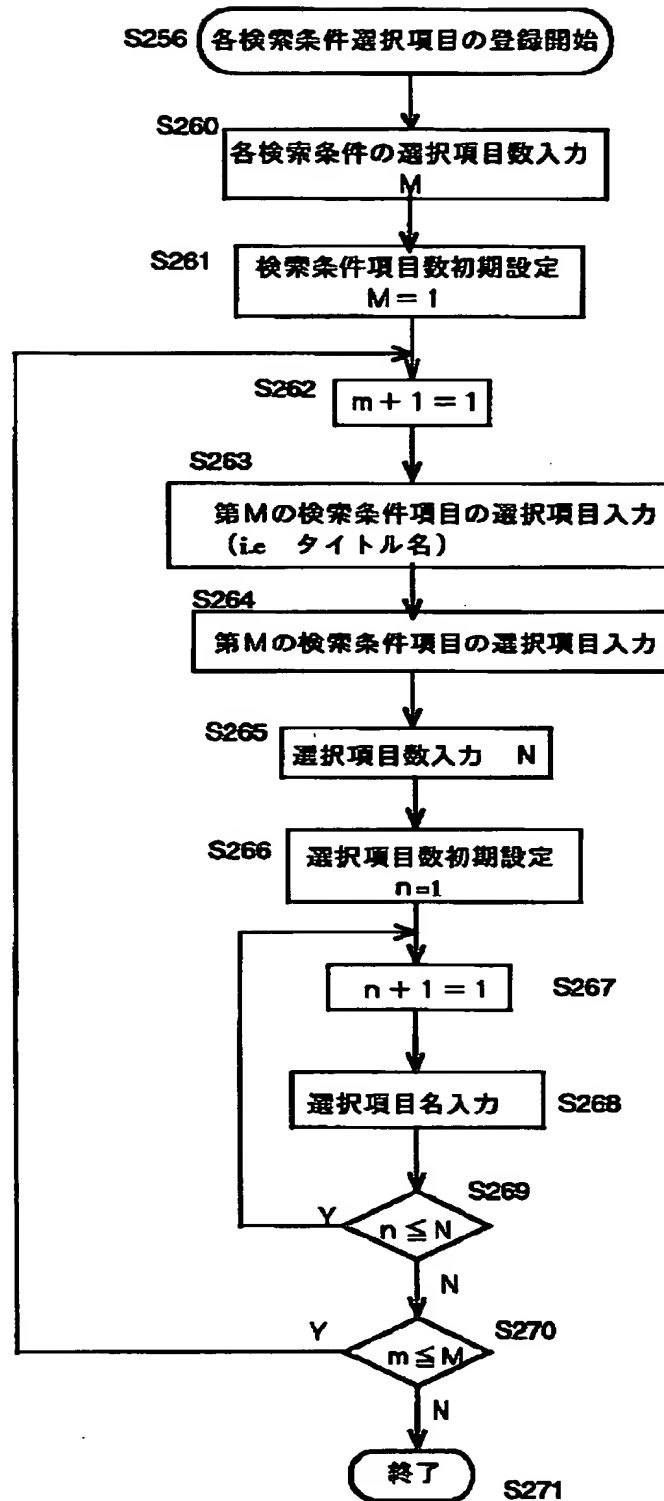 S256 各検索条件選択項目の登録開始
S260
各検索条件の選択項目数入力
M
S261
検索条件項目数初期設定
M=1
S262
m+1=1
S263
第Mの検索条件項目の選択項目入力
(i.e タイトル名)
S264
第Mの検索条件項目の選択項目入力
S265
選択項目数入力 N
S266
選択項目数初期設定
n=1
n+1=1
S267
選択項目名入力
S268
S269
Y
n≦N
N
S270
Y
m≦M
N
終了
S271